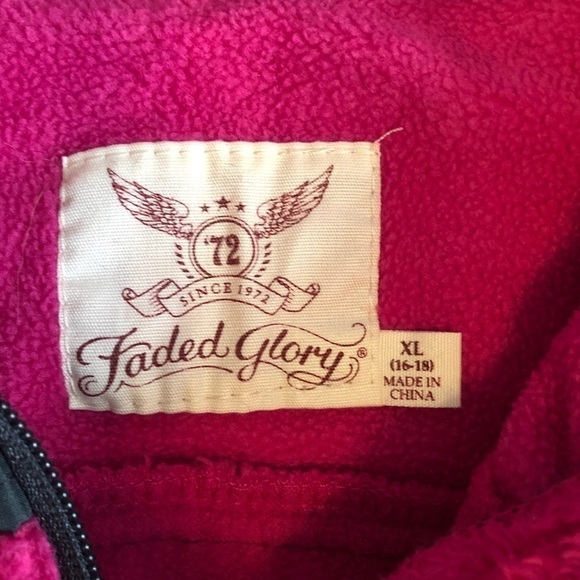 '72
SINCE 1972
Faded Glory®
XL
(16-18)
MADE IN
CHINA